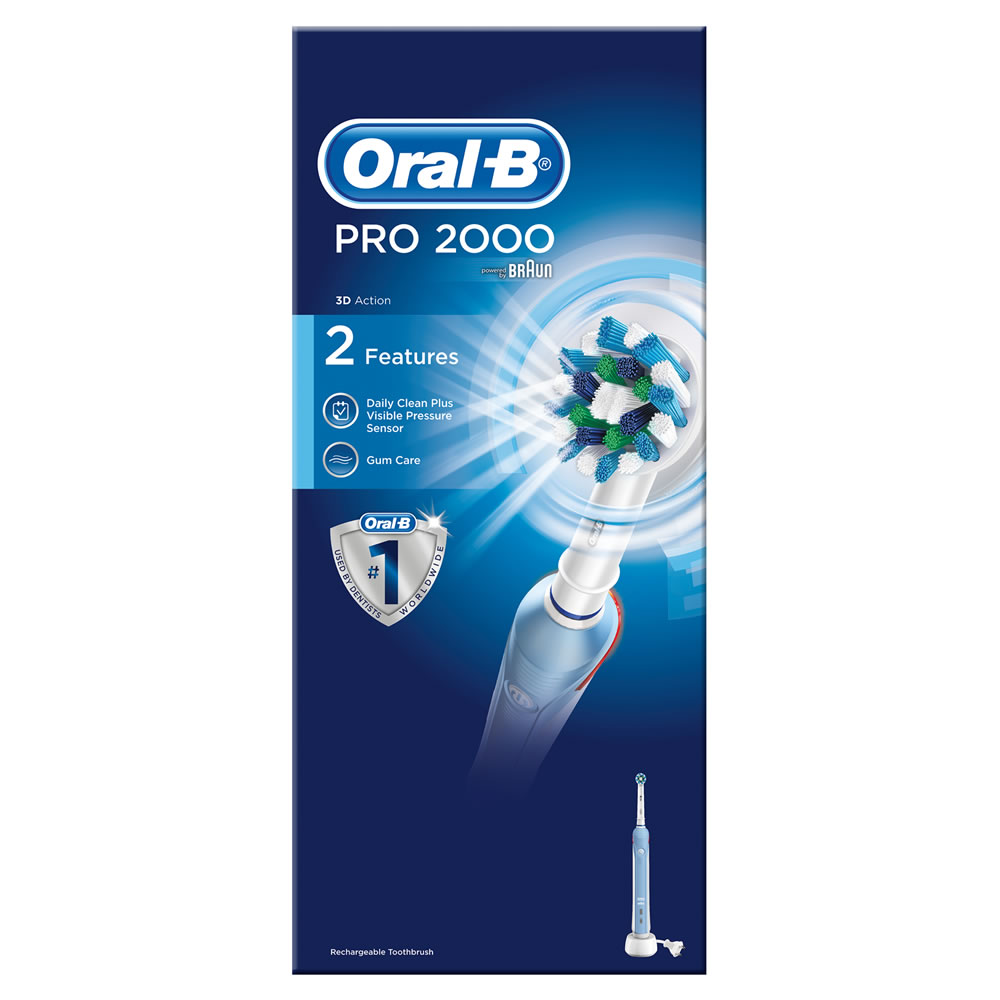 Oral-B®
PRO 2000
powered by BRAUN
3D Action
2 Features
Daily Clean Plus
Visible Pressure
Sensor
Gum Care
Oral-B
#1
USED BY DENTISTS WORLDWIDE
Oral-B
Rechargeable Toothbrush